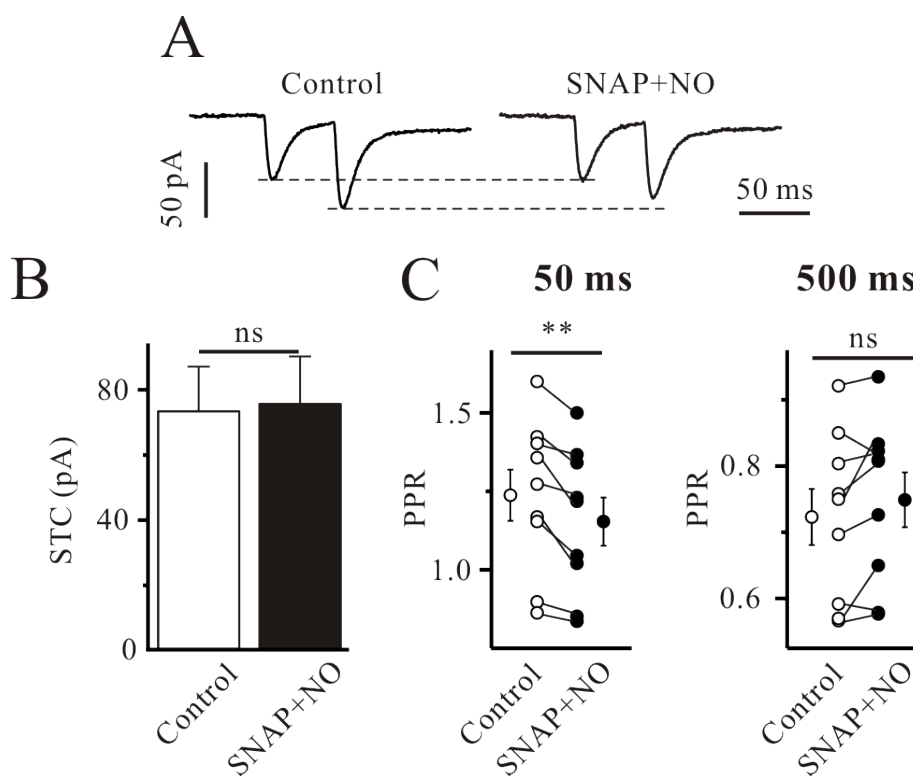 A
Control
SNAP+NO
50 pA
50 ms
B
ns
80
40
0
STC (pA)
Control
SNAP+NO
C
50 ms
**
1.5
1.0
PPR
Control
SNAP+NO
500 ms
ns
0.8
0.6
PPR
Control
SNAP+NO